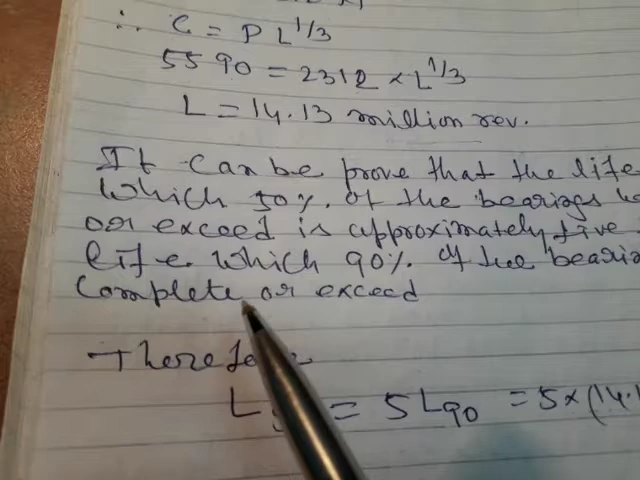 ∴ C = P L^1/3
5590 = 2312 × L^1/3
L = 14.13 million rev.
It can be prove that the life
which 50% of the bearings
or exceed is approximately five
life which 90% of the bearin
complete or exceed
Therefore
L = 5L90 = 5×(14.1